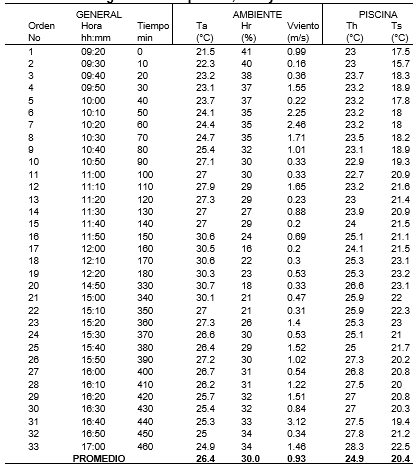 GENERAL AMBIENTE PISCINA
Orden Hora Tiempo Ta Hr Vviento Th Ts
No hh:mm min (°C) (%) (m/s) (°C) (°C)
1 09:20 0 21.5 41 0.99 23 17.5
2 09:30 10 22.3 40 0.16 23 15.7
3 09:40 20 23.2 38 0.36 23.7 18.3
4 09:50 30 23.1 37 1.55 23.2 18.9
5 10:00 40 23.7 37 0.22 23.2 17.8
6 10:10 50 24.1 35 2.25 23.2 18
7 10:20 60 24.4 35 2.46 23.2 18
8 10:30 70 24.7 35 1.71 23.5 18.2
9 10:40 80 25.4 32 1.01 23.1 18.9
10 10:50 90 27.1 30 0.33 22.9 19.3
11 11:00 100 27 30 0.33 22.7 20.9
12 11:10 110 27.9 29 1.65 23.2 21.6
13 11:20 120 27.3 29 0.23 23 21.4
14 11:30 130 27 27 0.88 23.9 20.9
15 11:40 140 27 29 0.2 24 21.5
16 11:50 150 30.6 24 0.69 25.1 21.1
17 12:00 160 30.5 16 0.2 24.1 21.5
18 12:10 170 30.6 22 0.3 25.3 23.1
19 12:20 180 30.3 23 0.53 25.3 23.2
20 14:50 330 30.7 18 0.33 26.6 23.1
21 15:00 340 30.1 21 0.47 25.9 22
22 15:10 350 27 21 0.31 25.9 22.3
23 15:20 360 27.3 26 1.4 25.3 23
24 15:30 370 26.6 30 0.53 25.1 21
25 15:40 380 26.4 29 1.52 25 21.7
26 15:50 390 27.2 30 1.02 27.3 20.2
27 16:00 400 26.7 31 0.54 26.8 20.8
28 16:10 410 26.2 31 1.22 27.5 20
29 16:20 420 25.7 32 1.51 27 20.8
30 16:30 430 25.4 32 0.84 27 20.3
31 16:40 440 25.3 33 3.12 27.5 19.4
32 16:50 450 25 34 0.34 27.8 21.2
33 17:00 460 24.9 34 1.46 28.3 22.5
PROMEDIO 26.4 30.0 0.93 24.9 20.4